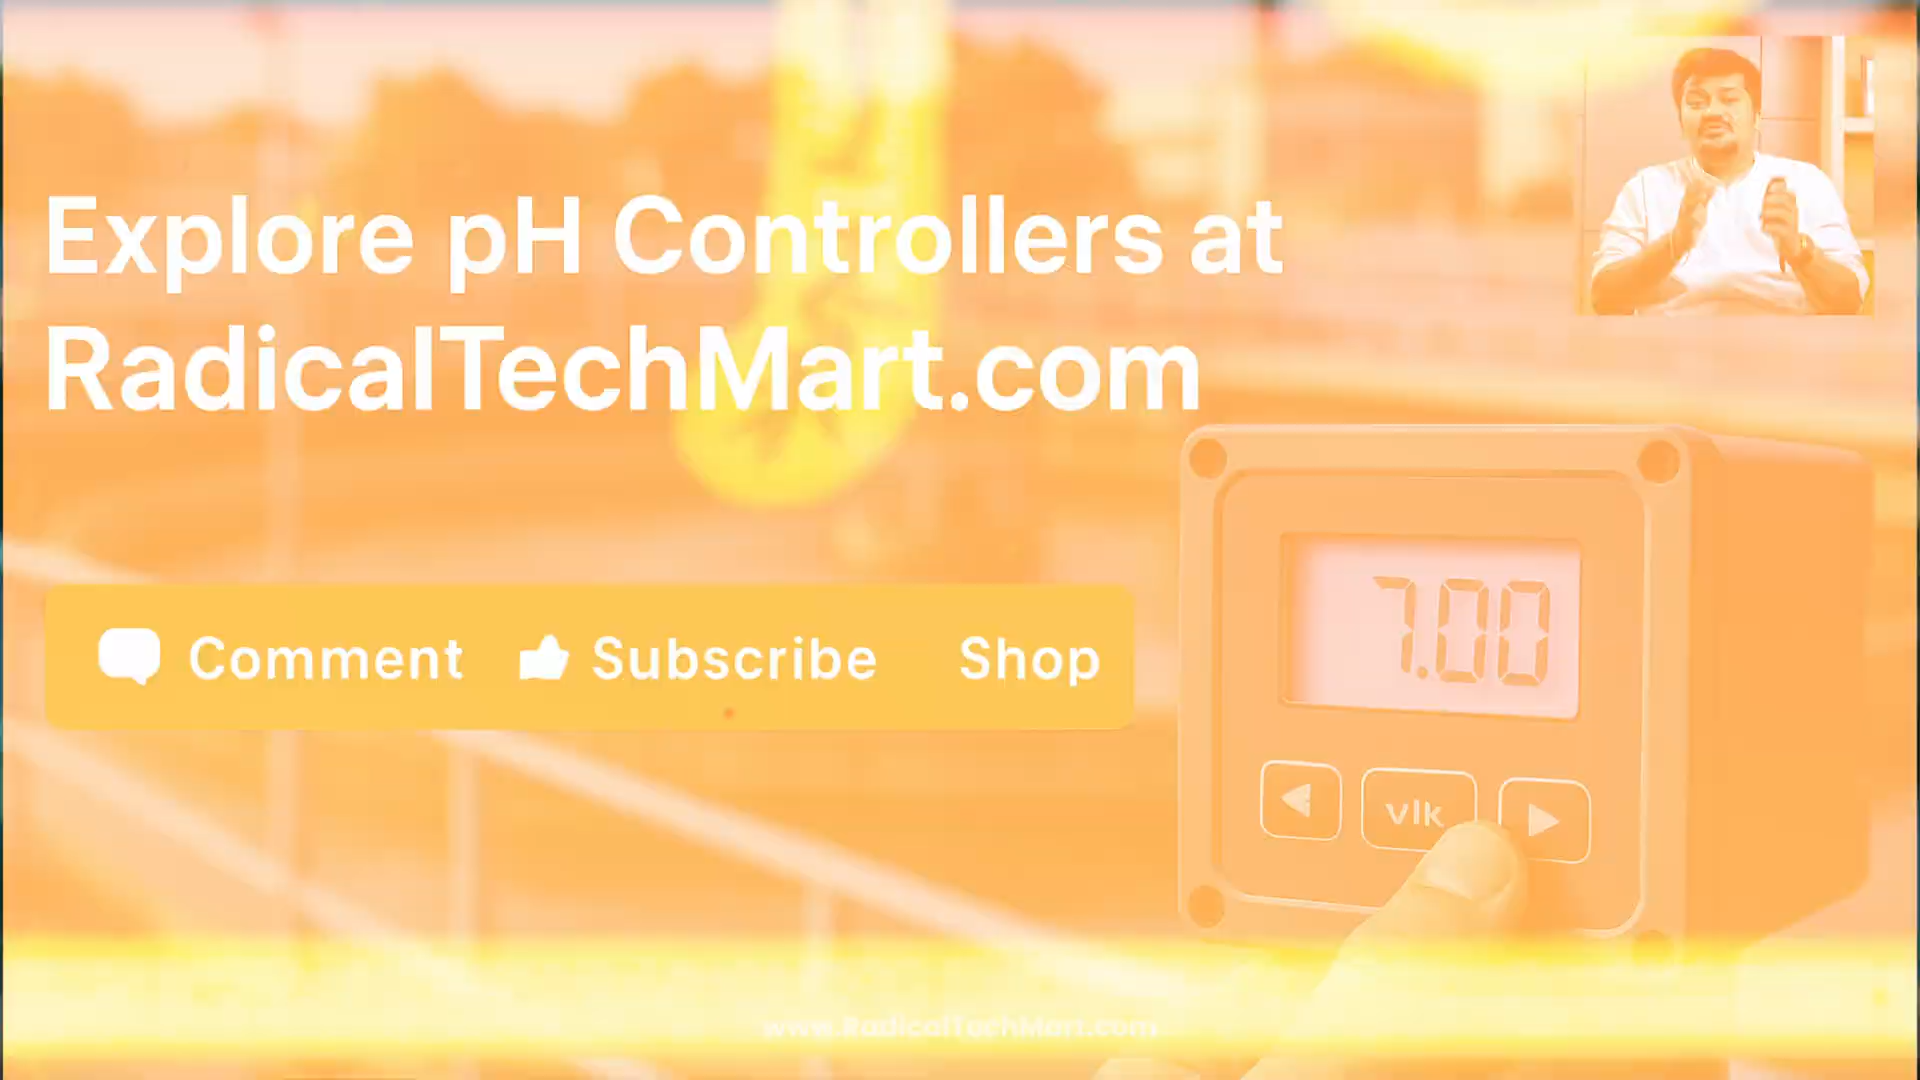 Explore pH Controllers at
RadicalTechMart.com
Comment Subscribe Shop
7.00
vlk
www.RadicalTechMart.com